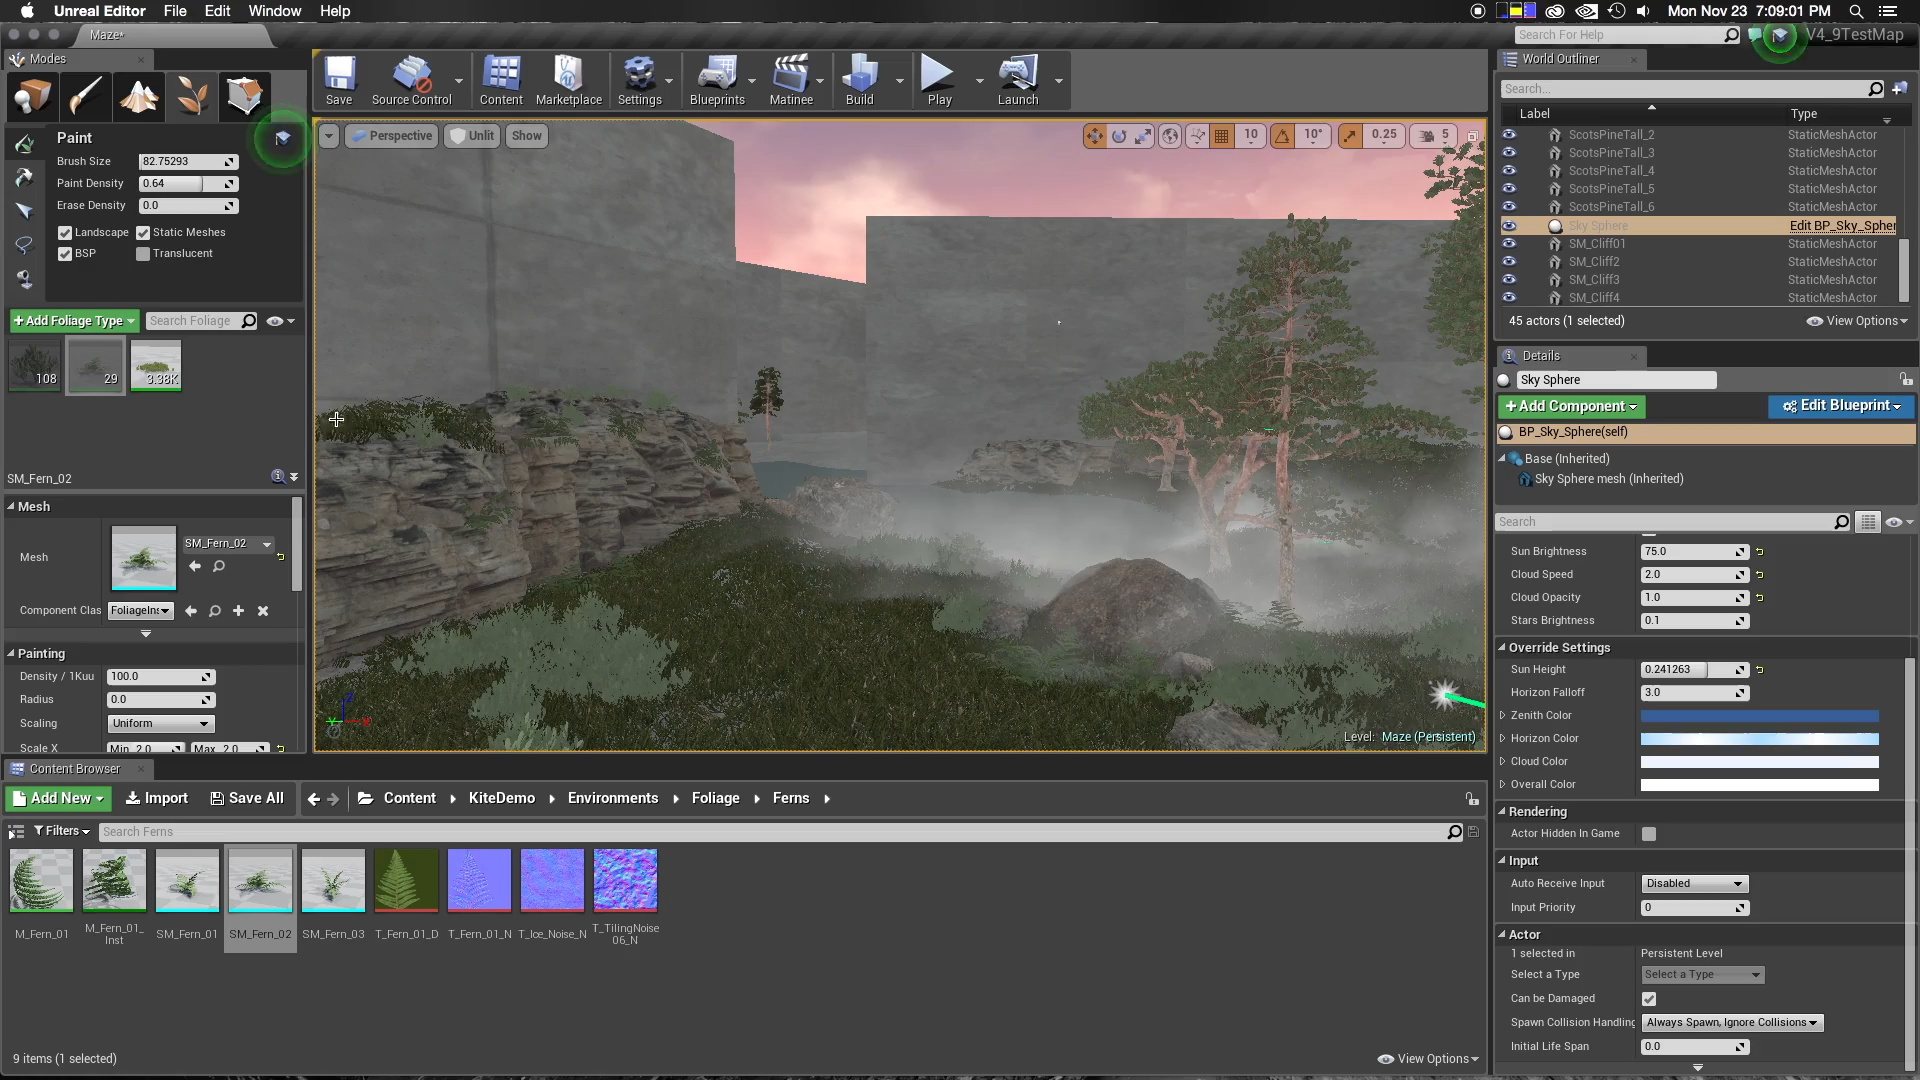 Unreal Editor File Edit Window Help
Mon Nov 23 7:09:01 PM
Maze*
Search For Help
V4_9TestMap
Modes
Save
Source Control
Content
Marketplace
Settings
Blueprints
Matinee
Build
Play
Launch
Paint
Brush Size 82.75293
Paint Density 0.64
Erase Density 0.0
Landscape Static Meshes
BSP Translucent
+Add Foliage Type
Search Foliage
108
29
3.38K
SM_Fern_02
Mesh
Mesh SM_Fern_02
Component Clas FoliageIns
Painting
Density / 1Kuu 100.0
Radius 0.0
Scaling Uniform
Scale X Min 2.0 Max 2.0
Perspective Unlit Show
10 10° 0.25 5
Level: Maze (Persistent)
World Outliner
Search...
Label Type
ScotsPineTall_2 StaticMeshActor
ScotsPineTall_3 StaticMeshActor
ScotsPineTall_4 StaticMeshActor
ScotsPineTall_5 StaticMeshActor
ScotsPineTall_6 StaticMeshActor
Sky Sphere Edit BP_Sky_Spher
SM_Cliff01 StaticMeshActor
SM_Cliff2 StaticMeshActor
SM_Cliff3 StaticMeshActor
SM_Cliff4 StaticMeshActor
45 actors (1 selected) View Options
Details
Sky Sphere
+Add Component Edit Blueprint
BP_Sky_Sphere(self)
Base (Inherited)
Sky Sphere mesh (Inherited)
Search
Sun Brightness 75.0
Cloud Speed 2.0
Cloud Opacity 1.0
Stars Brightness 0.1
Override Settings
Sun Height 0.241263
Horizon Falloff 3.0
Zenith Color
Horizon Color
Cloud Color
Overall Color
Rendering
Actor Hidden In Game
Input
Auto Receive Input Disabled
Input Priority 0
Actor
1 selected in Persistent Level
Select a Type Select a Type
Can be Damaged
Spawn Collision Handling Always Spawn, Ignore Collisions
Initial Life Span 0.0
Content Browser
Add New Import Save All Content KiteDemo Environments Foliage Ferns
Filters Search Ferns
M_Fern_01
M_Fern_01_
Inst
SM_Fern_01
SM_Fern_02
SM_Fern_03
T_Fern_01_D
T_Fern_01_N
T_Ice_Noise_N
T_TilingNoise
06_N
9 items (1 selected) View Options